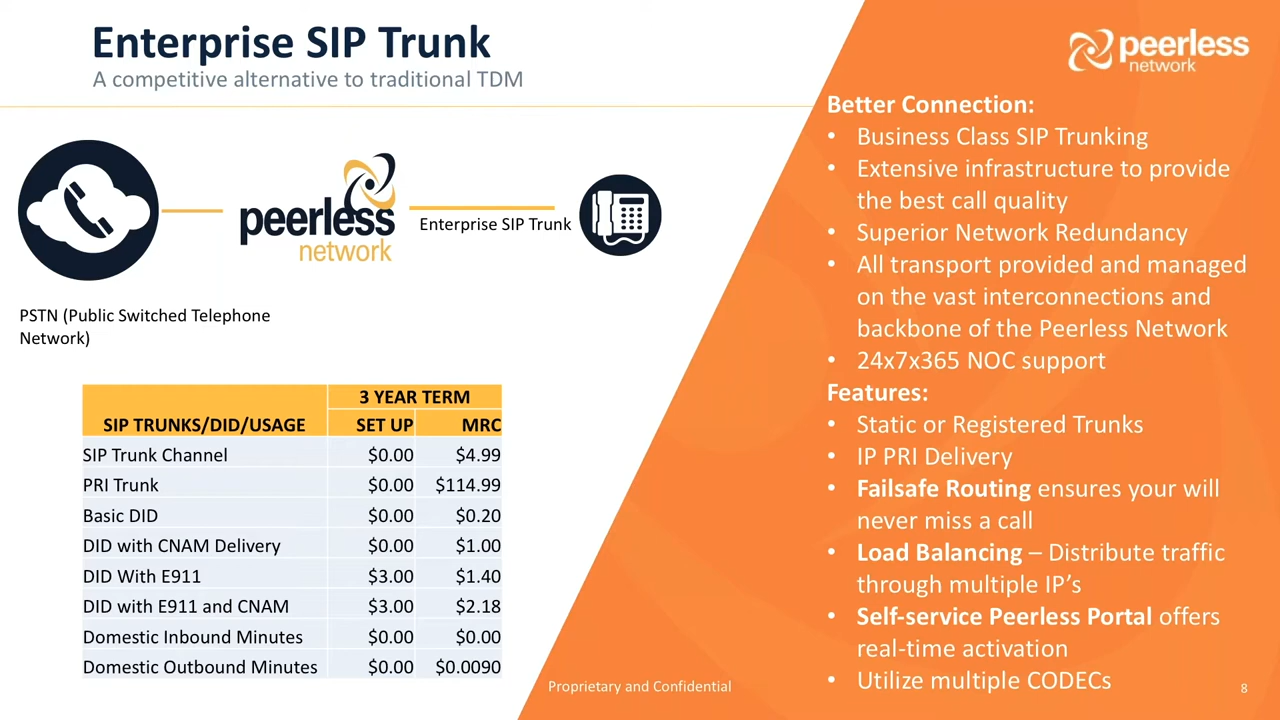 Enterprise SIP Trunk
A competitive alternative to traditional TDM
peerless
network
peerless
network
Enterprise SIP Trunk
PSTN (Public Switched Telephone
Network)
3 YEAR TERM
SIP TRUNKS/DID/USAGE SET UP MRC
SIP Trunk Channel $0.00 $4.99
PRI Trunk $0.00 $114.99
Basic DID $0.00 $0.20
DID with CNAM Delivery $0.00 $1.00
DID With E911 $3.00 $1.40
DID with E911 and CNAM $3.00 $2.18
Domestic Inbound Minutes $0.00 $0.00
Domestic Outbound Minutes $0.00 $0.0090
Better Connection:
• Business Class SIP Trunking
• Extensive infrastructure to provide
the best call quality
• Superior Network Redundancy
• All transport provided and managed
on the vast interconnections and
backbone of the Peerless Network
• 24x7x365 NOC support
Features:
• Static or Registered Trunks
• IP PRI Delivery
• Failsafe Routing ensures your will
never miss a call
• Load Balancing – Distribute traffic
through multiple IP’s
• Self-service Peerless Portal offers
real-time activation
• Utilize multiple CODECs
Proprietary and Confidential
8